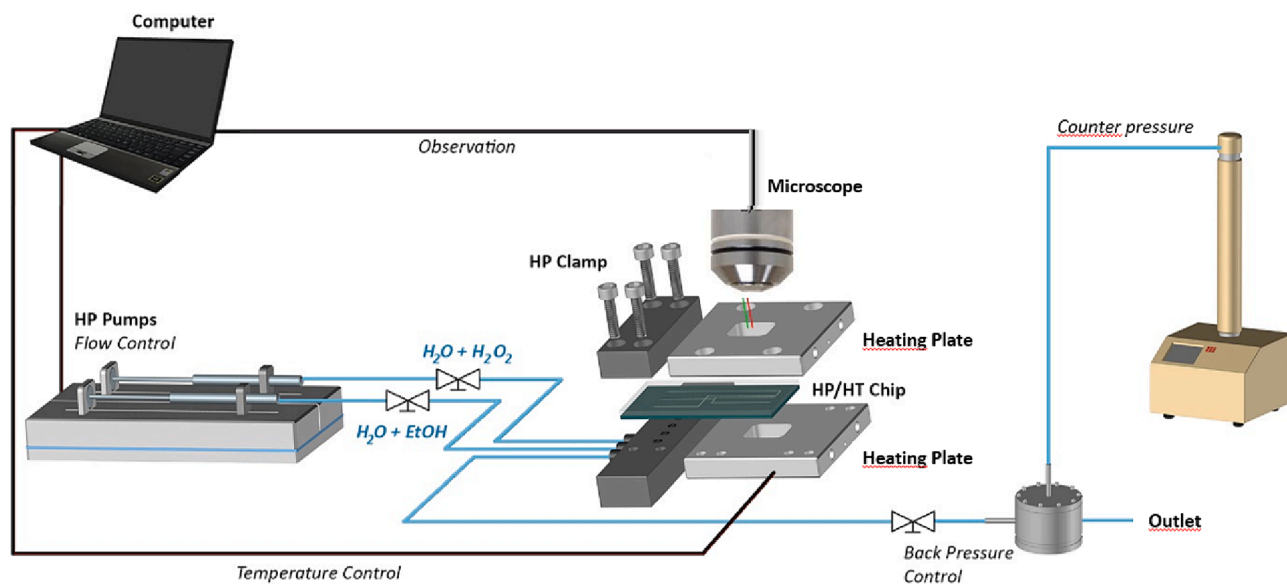 Computer
Observation
Counter pressure
Microscope
HP Clamp
HP Pumps
Flow Control
H₂O + H₂O₂
Heating Plate
HP/HT Chip
H₂O + EtOH
Heating Plate
Outlet
Back Pressure
Control
Temperature Control